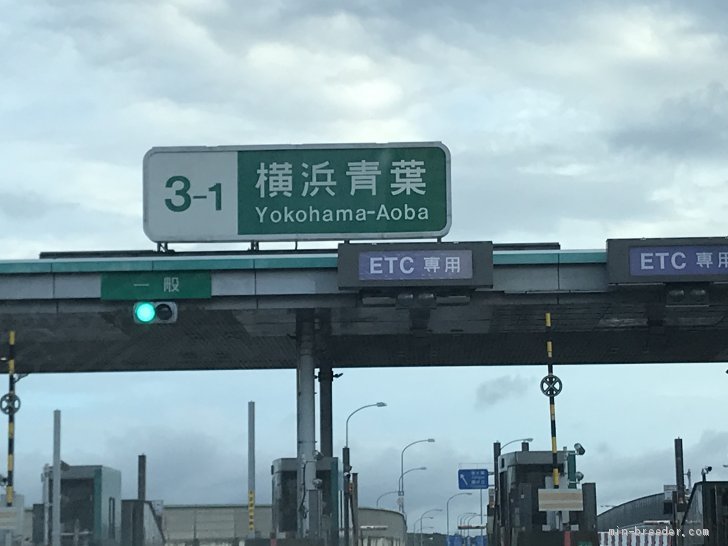 3-1
横浜青葉
Yokohama-Aoba
ETC 専用
ETC 専用
一般
min-breeder.com